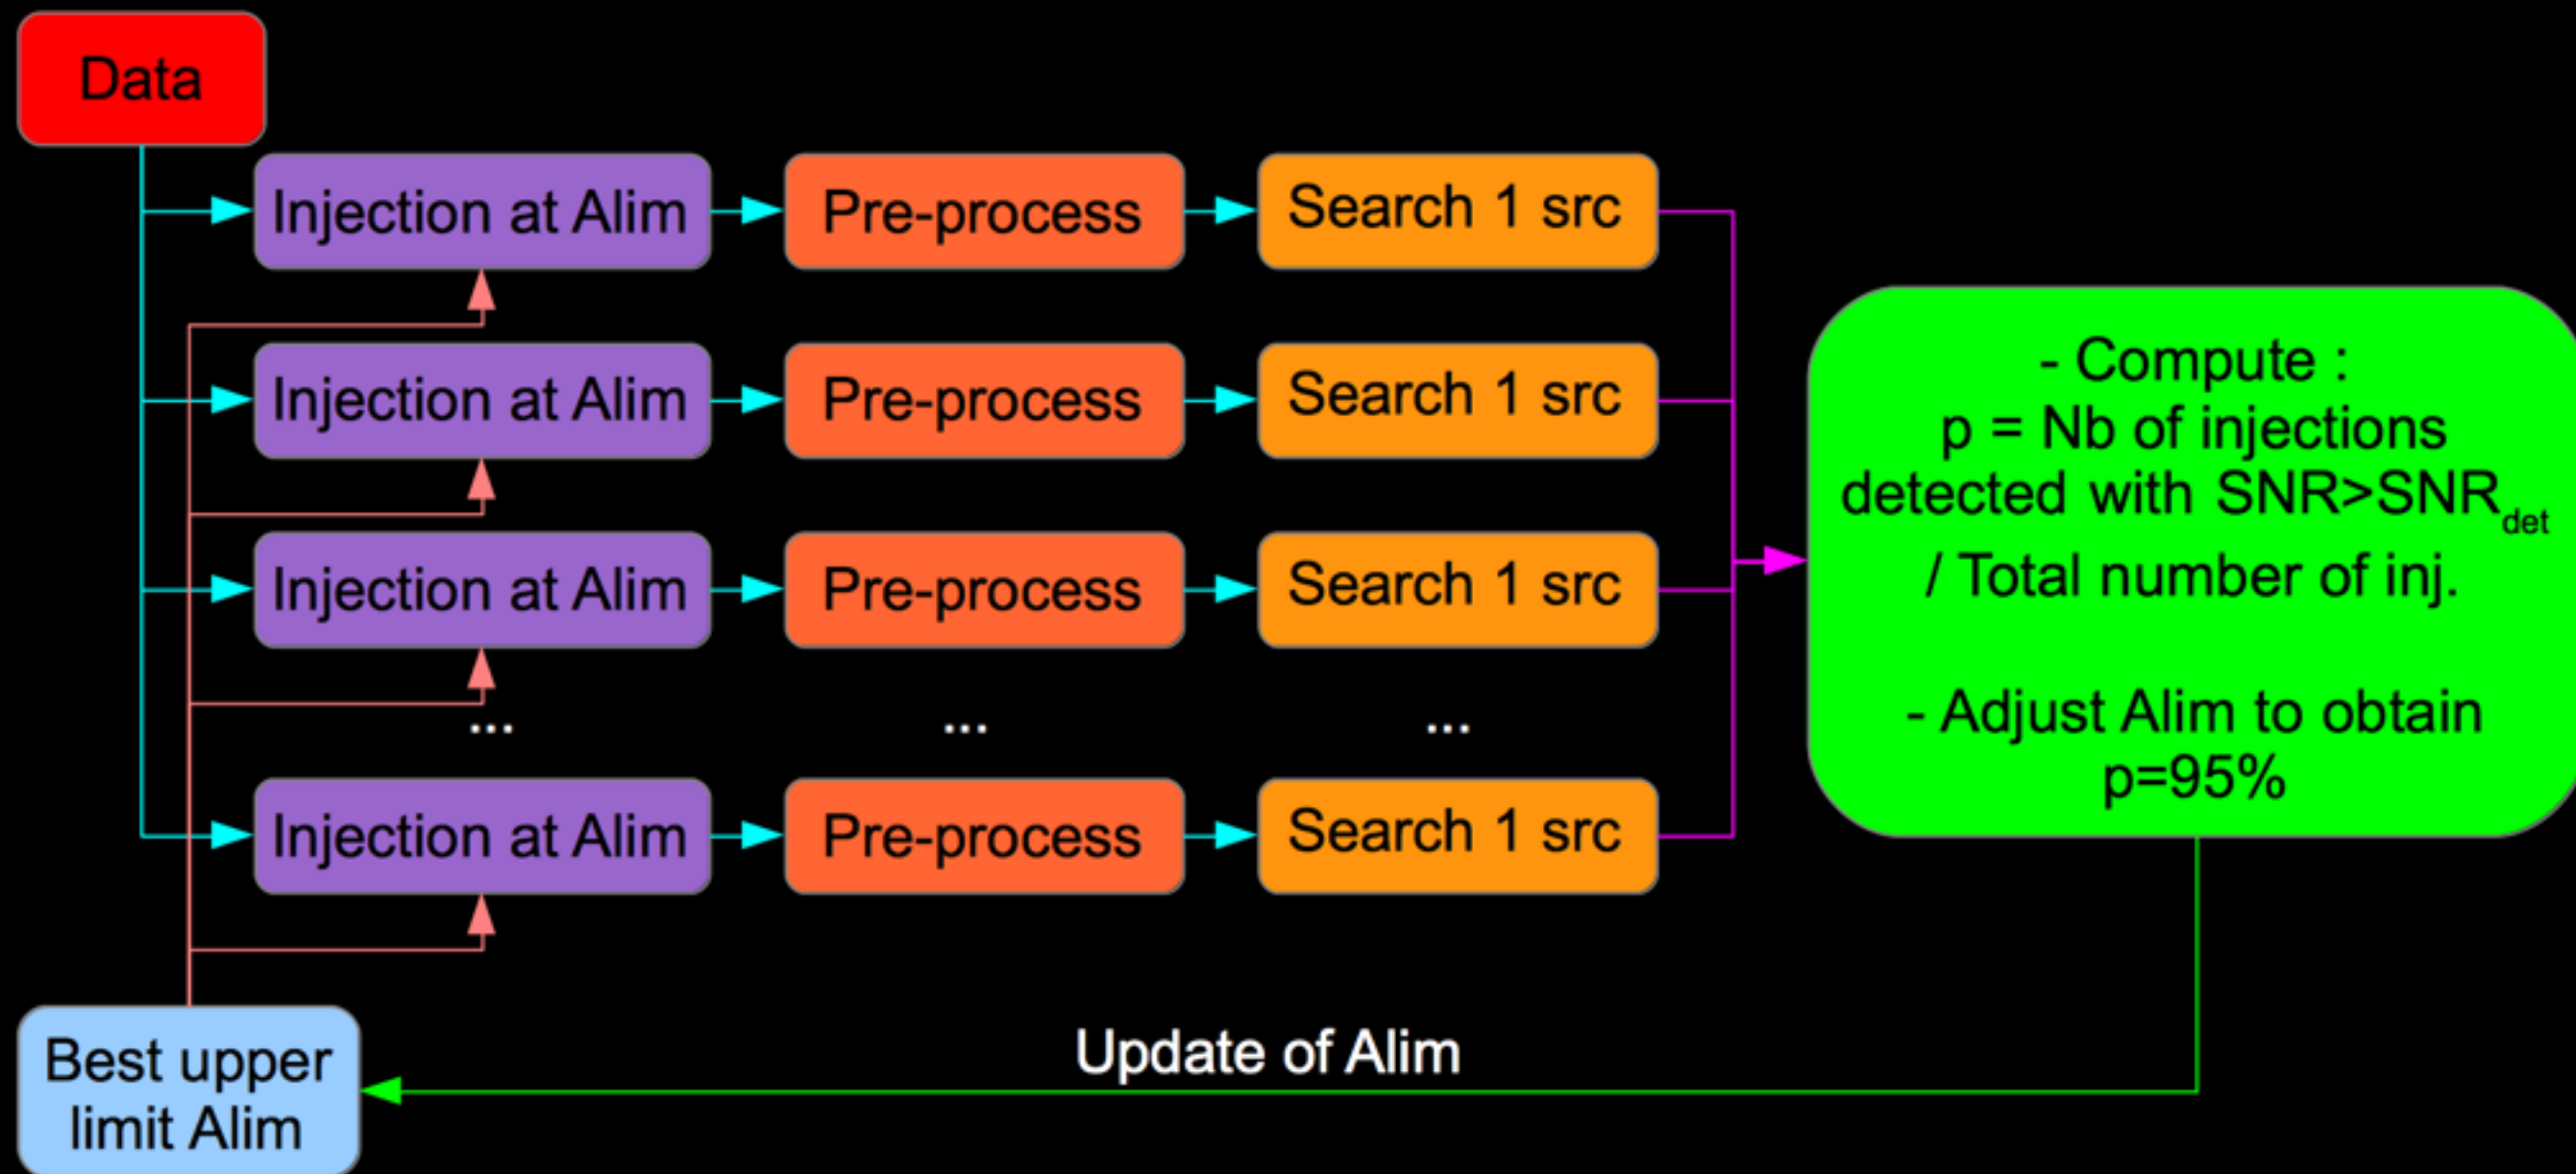 Data
Injection at Alim
Pre-process
Search 1 src
Injection at Alim
Pre-process
Search 1 src
Injection at Alim
Pre-process
Search 1 src
...
...
...
Injection at Alim
Pre-process
Search 1 src
- Compute :
p = Nb of injections
detected with SNR>SNRdet
/ Total number of inj.
- Adjust Alim to obtain
p=95%
Update of Alim
Best upper
limit Alim